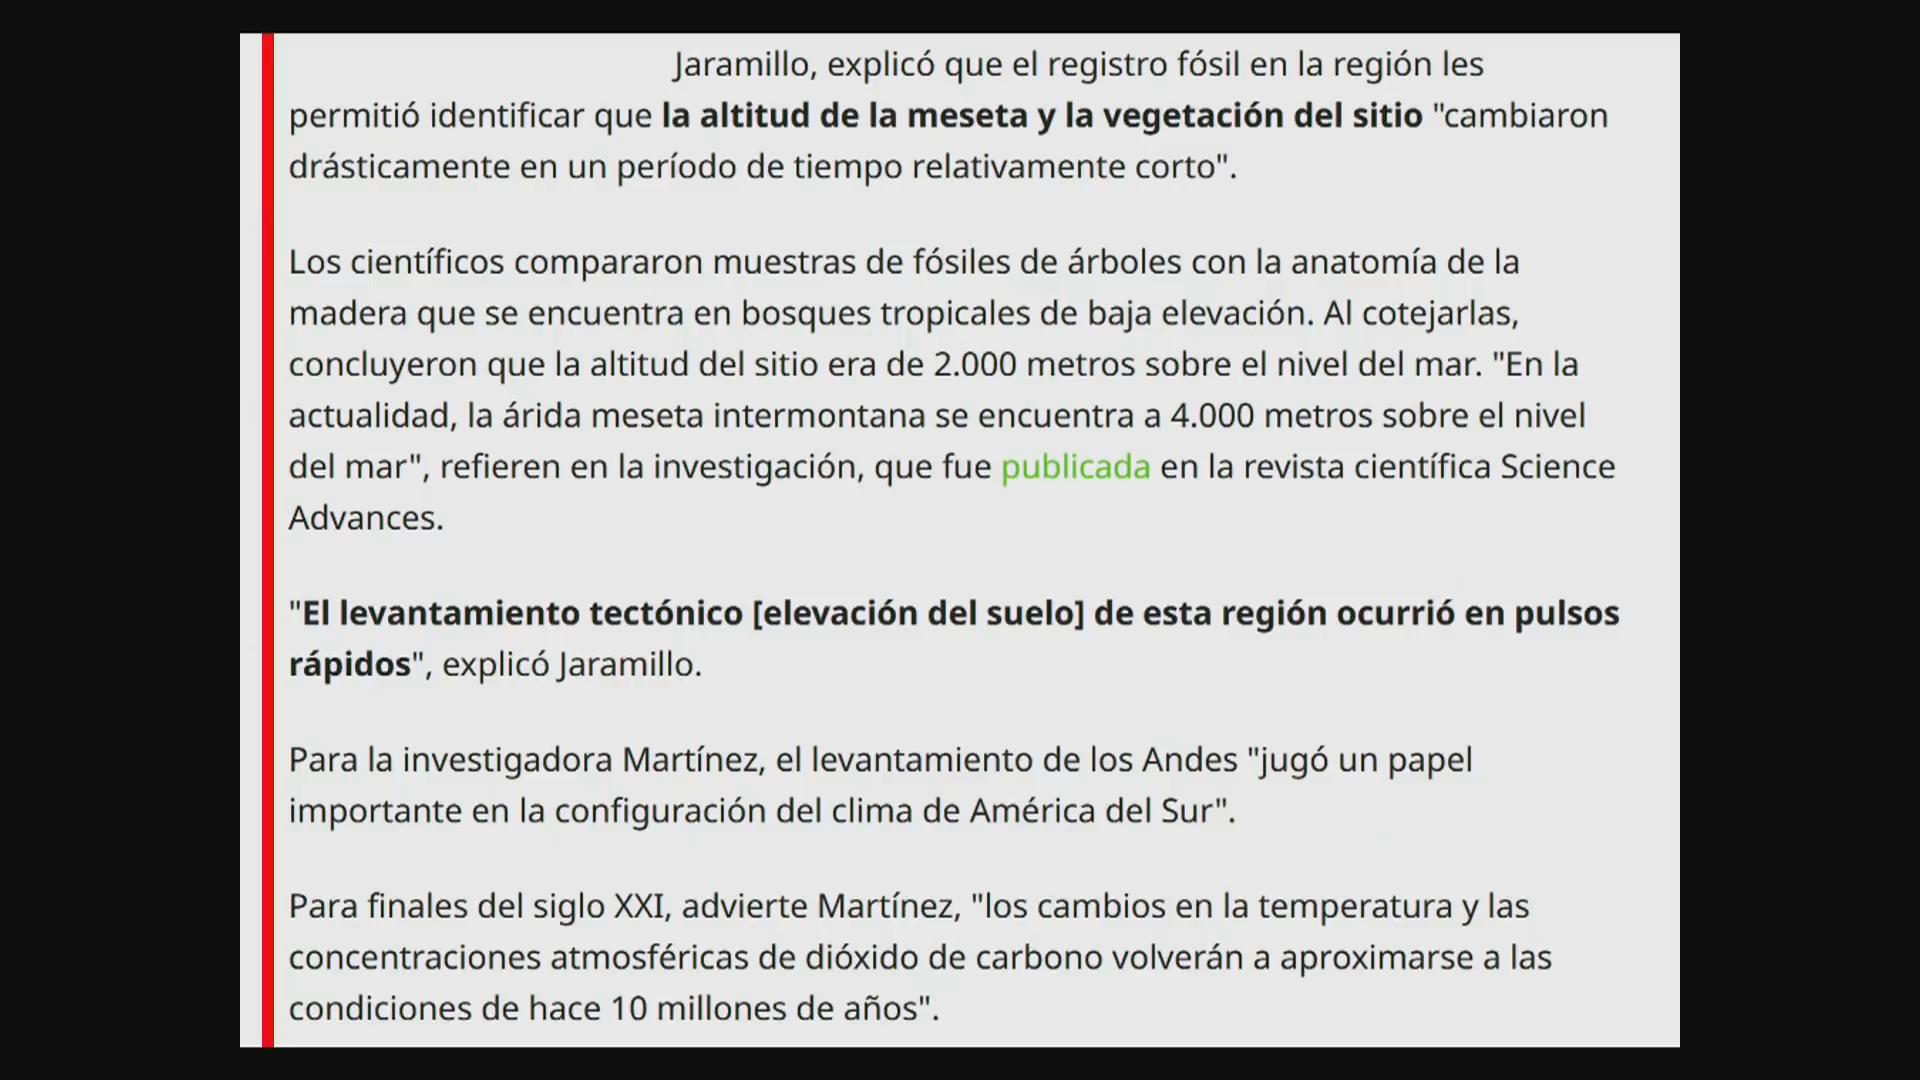 Jaramillo, explicó que el registro fósil en la región les
permitió identificar que la altitud de la meseta y la vegetación del sitio "cambiaron
drásticamente en un período de tiempo relativamente corto".
Los científicos compararon muestras de fósiles de árboles con la anatomía de la
madera que se encuentra en bosques tropicales de baja elevación. Al cotejarlas,
concluyeron que la altitud del sitio era de 2.000 metros sobre el nivel del mar. "En la
actualidad, la árida meseta intermontana se encuentra a 4.000 metros sobre el nivel
del mar", refieren en la investigación, que fue publicada en la revista científica Science
Advances.
"El levantamiento tectónico [elevación del suelo] de esta región ocurrió en pulsos
rápidos", explicó Jaramillo.
Para la investigadora Martínez, el levantamiento de los Andes "jugó un papel
importante en la configuración del clima de América del Sur".
Para finales del siglo XXI, advierte Martínez, "los cambios en la temperatura y las
concentraciones atmosféricas de dióxido de carbono volverán a aproximarse a las
condiciones de hace 10 millones de años".